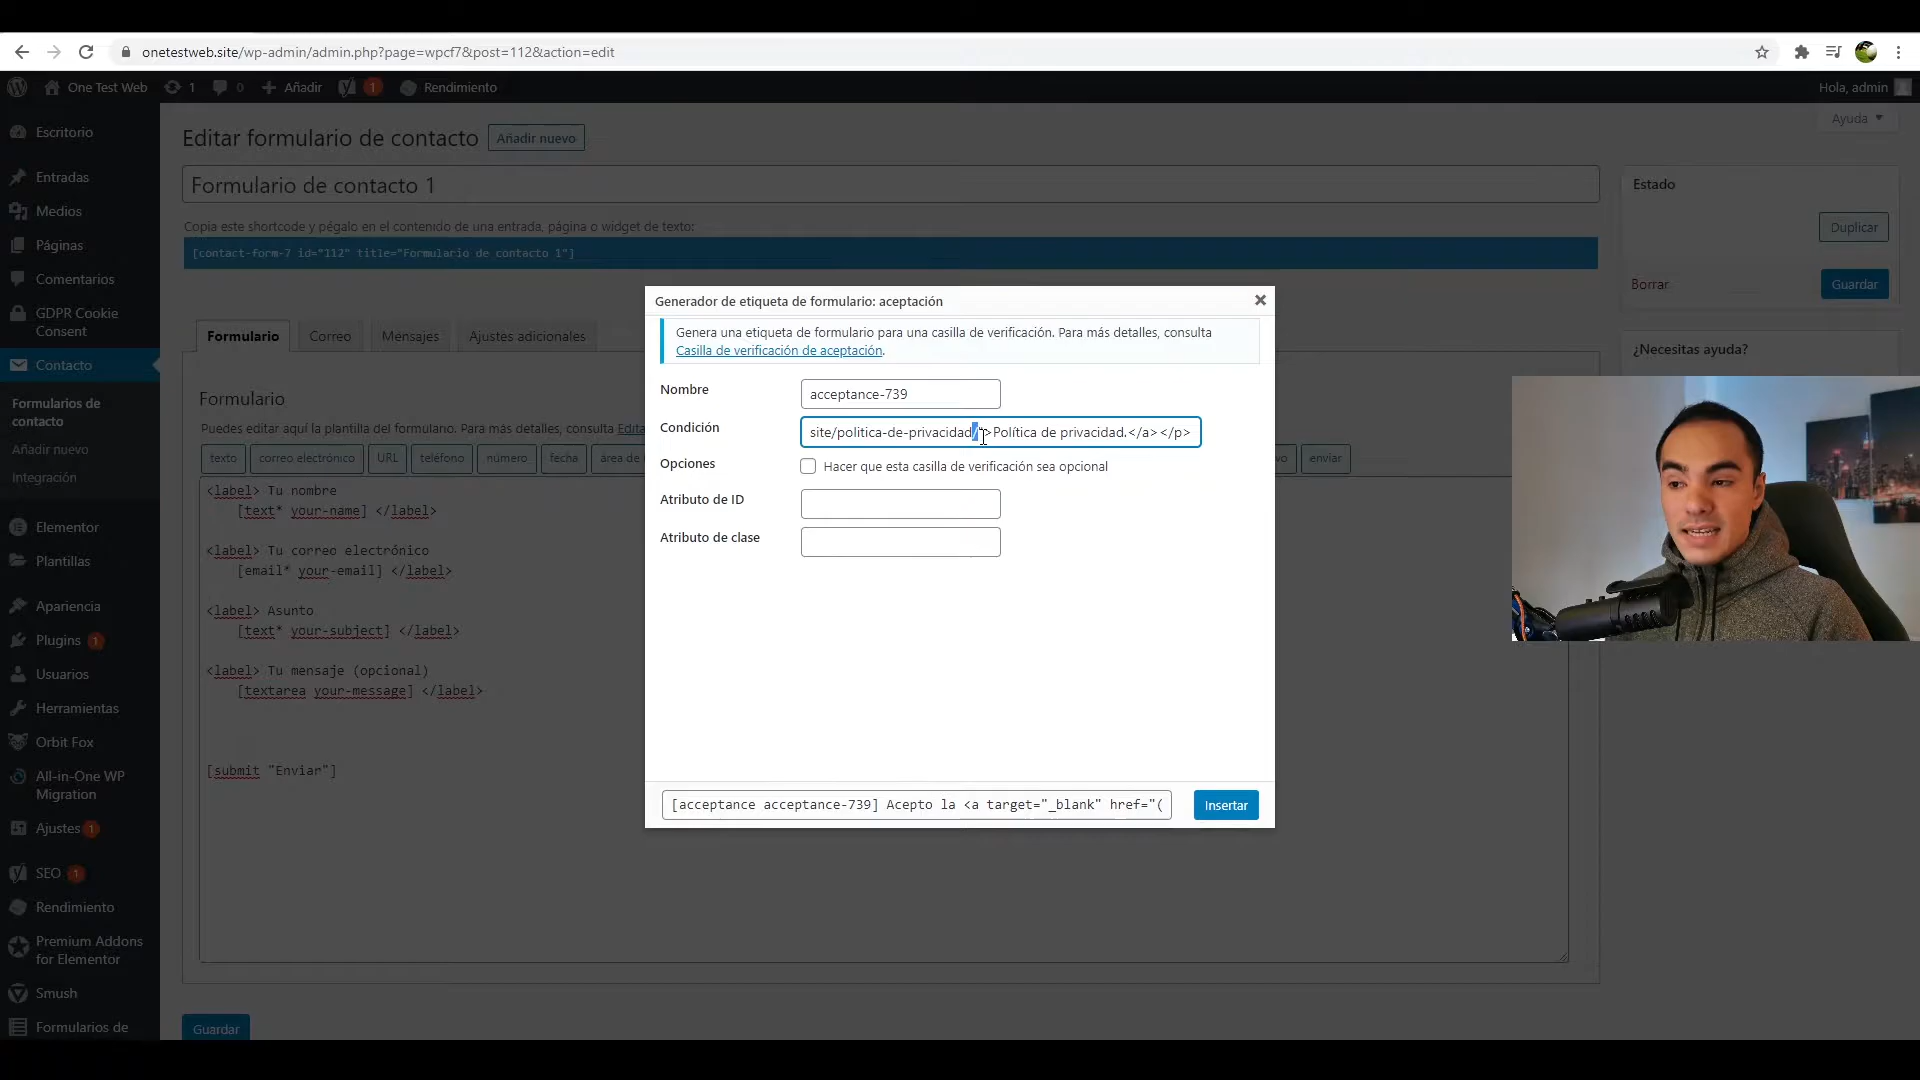 onetestweb.site/wp-admin/admin.php?page=wpcf7&post=112&action=edit
One Test Web
1
0
Añadir
1
Rendimiento
Hola, admin
Escritorio
Entradas
Medios
Páginas
Comentarios
GDPR Cookie
Consent
Contacto
Formularios de
contacto
Añadir nuevo
Integración
Elementor
Plantillas
Apariencia
Plugins 1
Usuarios
Herramientas
Orbit Fox
All-in-One WP
Migration
Ajustes 1
SEO 1
Rendimiento
Premium Addons
for Elementor
Smush
Formularios de
Editar formulario de contacto
Añadir nuevo
Ayuda
Formulario de contacto 1
Copia este shortcode y pégalo en el contenido de una entrada, página o widget de texto:
[contact-form-7 id="112" title="Formulario de contacto 1"]
Formulario
Correo
Mensajes
Ajustes adicionales
Formulario
Puedes editar aquí la plantilla del formulario. Para más detalles, consulta Edita
texto
correo electrónico
URL
teléfono
número
fecha
área de
vo
enviar
<label> Tu nombre
[text* your-name] </label>
<label> Tu correo electrónico
[email* your-email] </label>
<label> Asunto
[text* your-subject] </label>
<label> Tu mensaje (opcional)
[textarea your-message] </label>
[submit "Enviar"]
Guardar
Estado
Duplicar
Borrar
Guardar
¿Necesitas ayuda?
Generador de etiqueta de formulario: aceptación
Genera una etiqueta de formulario para una casilla de verificación. Para más detalles, consulta
Casilla de verificación de aceptación.
Nombre
acceptance-739
Condición
site/politica-de-privacidad/">Política de privacidad.</a></p>
Opciones
Hacer que esta casilla de verificación sea opcional
Atributo de ID
Atributo de clase
[acceptance acceptance-739] Acepto la <a target="_blank" href="(
Insertar